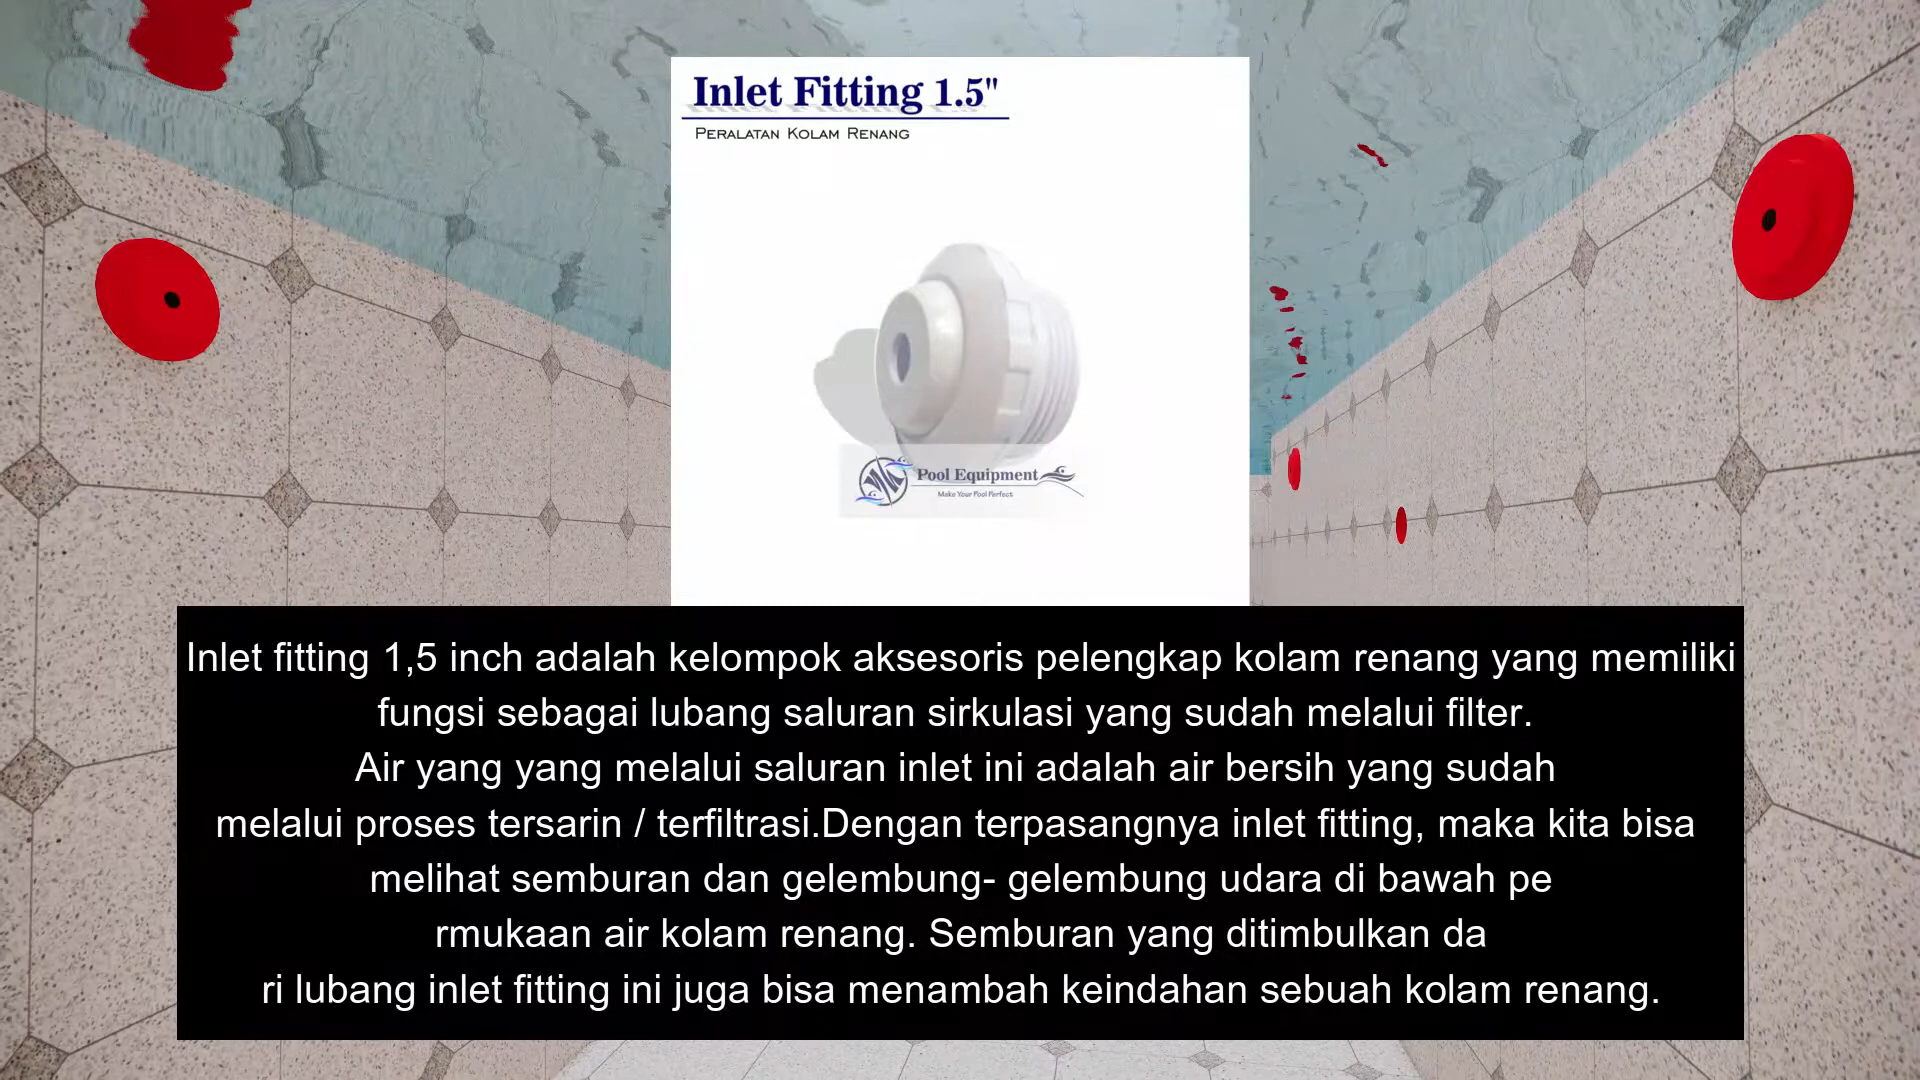 Inlet Fitting 1.5"
Peralatan Kolam Renang
Pool Equipment
Make Your Pool Perfect
Inlet fitting 1,5 inch adalah kelompok aksesoris pelengkap kolam renang yang memiliki
fungsi sebagai lubang saluran sirkulasi yang sudah melalui filter.
Air yang yang melalui saluran inlet ini adalah air bersih yang sudah
melalui proses tersarin / terfiltrasi.Dengan terpasangnya inlet fitting, maka kita bisa
melihat semburan dan gelembung- gelembung udara di bawah pe
rmukaan air kolam renang. Semburan yang ditimbulkan da
ri lubang inlet fitting ini juga bisa menambah keindahan sebuah kolam renang.